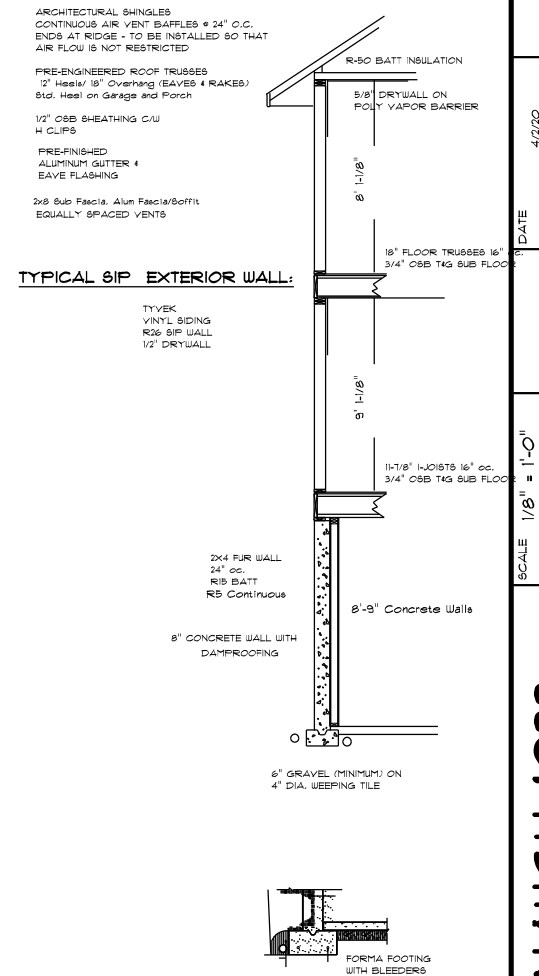 ARCHITECTURAL SHINGLES
CONTINUOUS AIR VENT BAFFLES @ 24" O.C.
ENDS AT RIDGE - TO BE INSTALLED SO THAT
AIR FLOW IS NOT RESTRICTED
PRE-ENGINEERED ROOF TRUSSES
12" Heels/ 18" Overhang (EAVES & RAKES)
Std. Heel on Garage and Porch
1/2" OSB SHEATHING C/W
H CLIPS
PRE-FINISHED
ALUMINUM GUTTER &
EAVE FLASHING
2x8 Sub Fascia, Alum Fascia/Soffit
EQUALLY SPACED VENTS
R-50 BATT INSULATION
5/8" DRYWALL ON
POLY VAPOR BARRIER
8' 1-1/8"
18" FLOOR TRUSSES 16" oc.
3/4" OSB T&G SUB FLOOR
TYPICAL SIP EXTERIOR WALL:
TYVEK
VINYL SIDING
R26 SIP WALL
1/2" DRYWALL
9' 1-1/8"
11-7/8" I-JOISTS 16" oc.
3/4" OSB T&G SUB FLOOR
2X4 FUR WALL
24" oc.
R15 BATT
R5 Continuous
8'-9" Concrete Walls
8" CONCRETE WALL WITH
DAMPROOFING
6" GRAVEL (MINIMUM) ON
4" DIA. WEEPING TILE
FORMA FOOTING
WITH BLEEDERS
DATE 4/2/20
SCALE 1/8" = 1'-0"